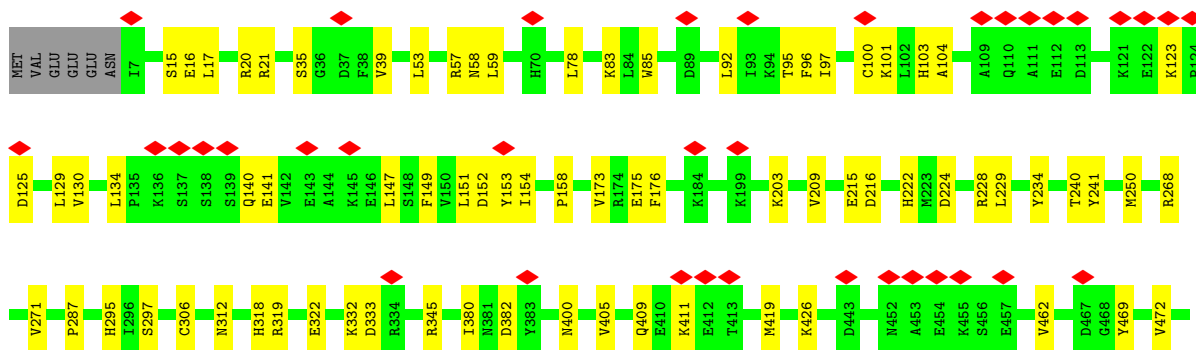 MET VAL GLU GLU GLU ASN I7 S15 E16 L17 R20 R21 S35 G36 D37 F38 V39 L53 R57 N58 L59 H70 L78 K83 L84 W85 D89 L92 I93 K94 T95 F96 I97 C100 K101 L102 H103 A104 A109 Q110 A111 E112 D113 K121 E122 K123 P124
D125 L129 V130 L134 P135 K136 S137 S138 S139 Q140 E141 V142 E143 A144 K145 E146 L147 S148 F149 V150 L151 D152 Y153 I154 P158 V173 R174 E175 F176 K184 K199 K203 V209 E215 D216 H222 M223 D224 R228 L229 Y234 T240 Y241 M250 R268
V271 P287 H295 T296 S297 C306 N312 H318 R319 E322 K332 D333 R334 R345 I380 N381 D382 Y383 N400 V405 Q409 E410 K411 E412 T413 M419 K426 D443 N452 A453 E454 K455 S456 E457 V462 D467 G468 Y469 V472